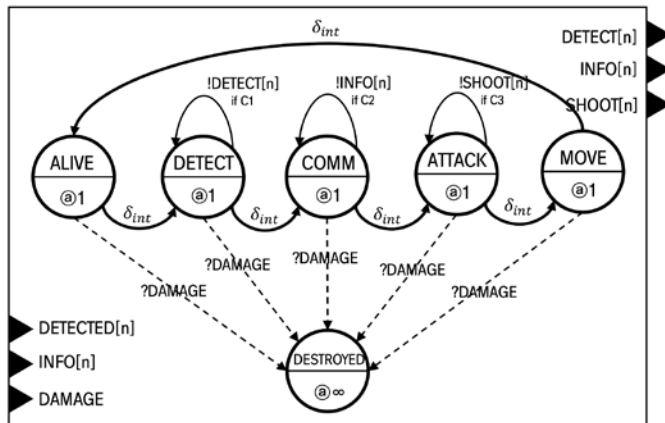 δint
DETECT[n]
INFO[n]
SHOOT[n]
!DETECT[n]
if C1
!INFO[n]
if C2
!SHOOT[n]
if C3
ALIVE
ⓐ1
DETECT
ⓐ1
COMM
ⓐ1
ATTACK
ⓐ1
MOVE
ⓐ1
δint
δint
δint
δint
?DAMAGE
?DAMAGE
?DAMAGE
?DAMAGE
?DAMAGE
DETECTED[n]
INFO[n]
DAMAGE
DESTROYED
ⓐ∞